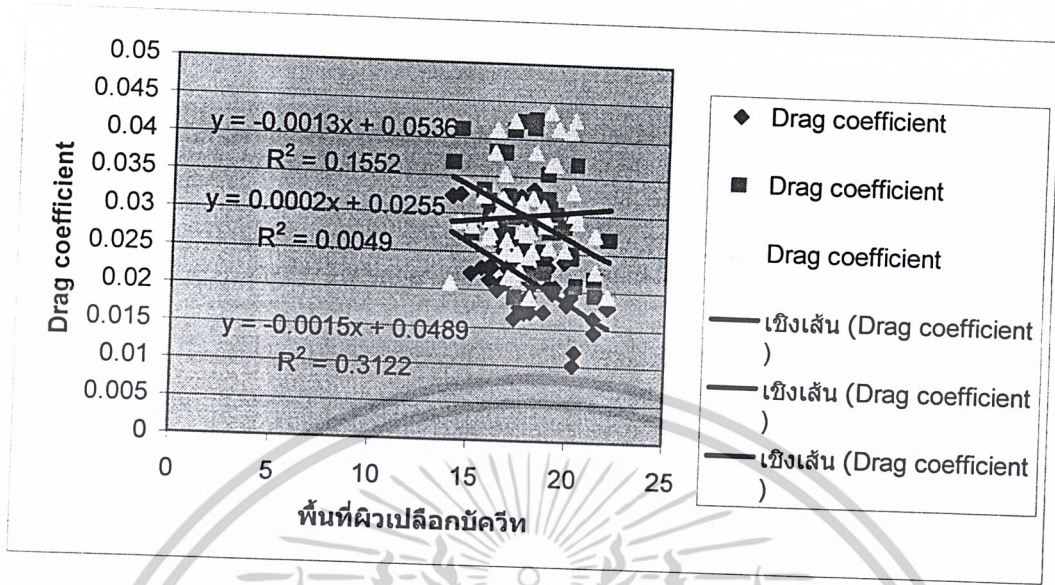 0.05
0.045
0.04
0.035
0.03
0.025
0.02
0.015
0.01
0.005
0
Drag coefficient
y = -0.0013x + 0.0536
R² = 0.1552
y = 0.0002x + 0.0255
R² = 0.0049
y = -0.0015x + 0.0489
R² = 0.3122
0 5 10 15 20 25
พื้นที่ผิวเปลือกบัควีท
Drag coefficient
Drag coefficient
Drag coefficient
เชิงเส้น (Drag coefficient
)
เชิงเส้น (Drag coefficient
)
เชิงเส้น (Drag coefficient
)